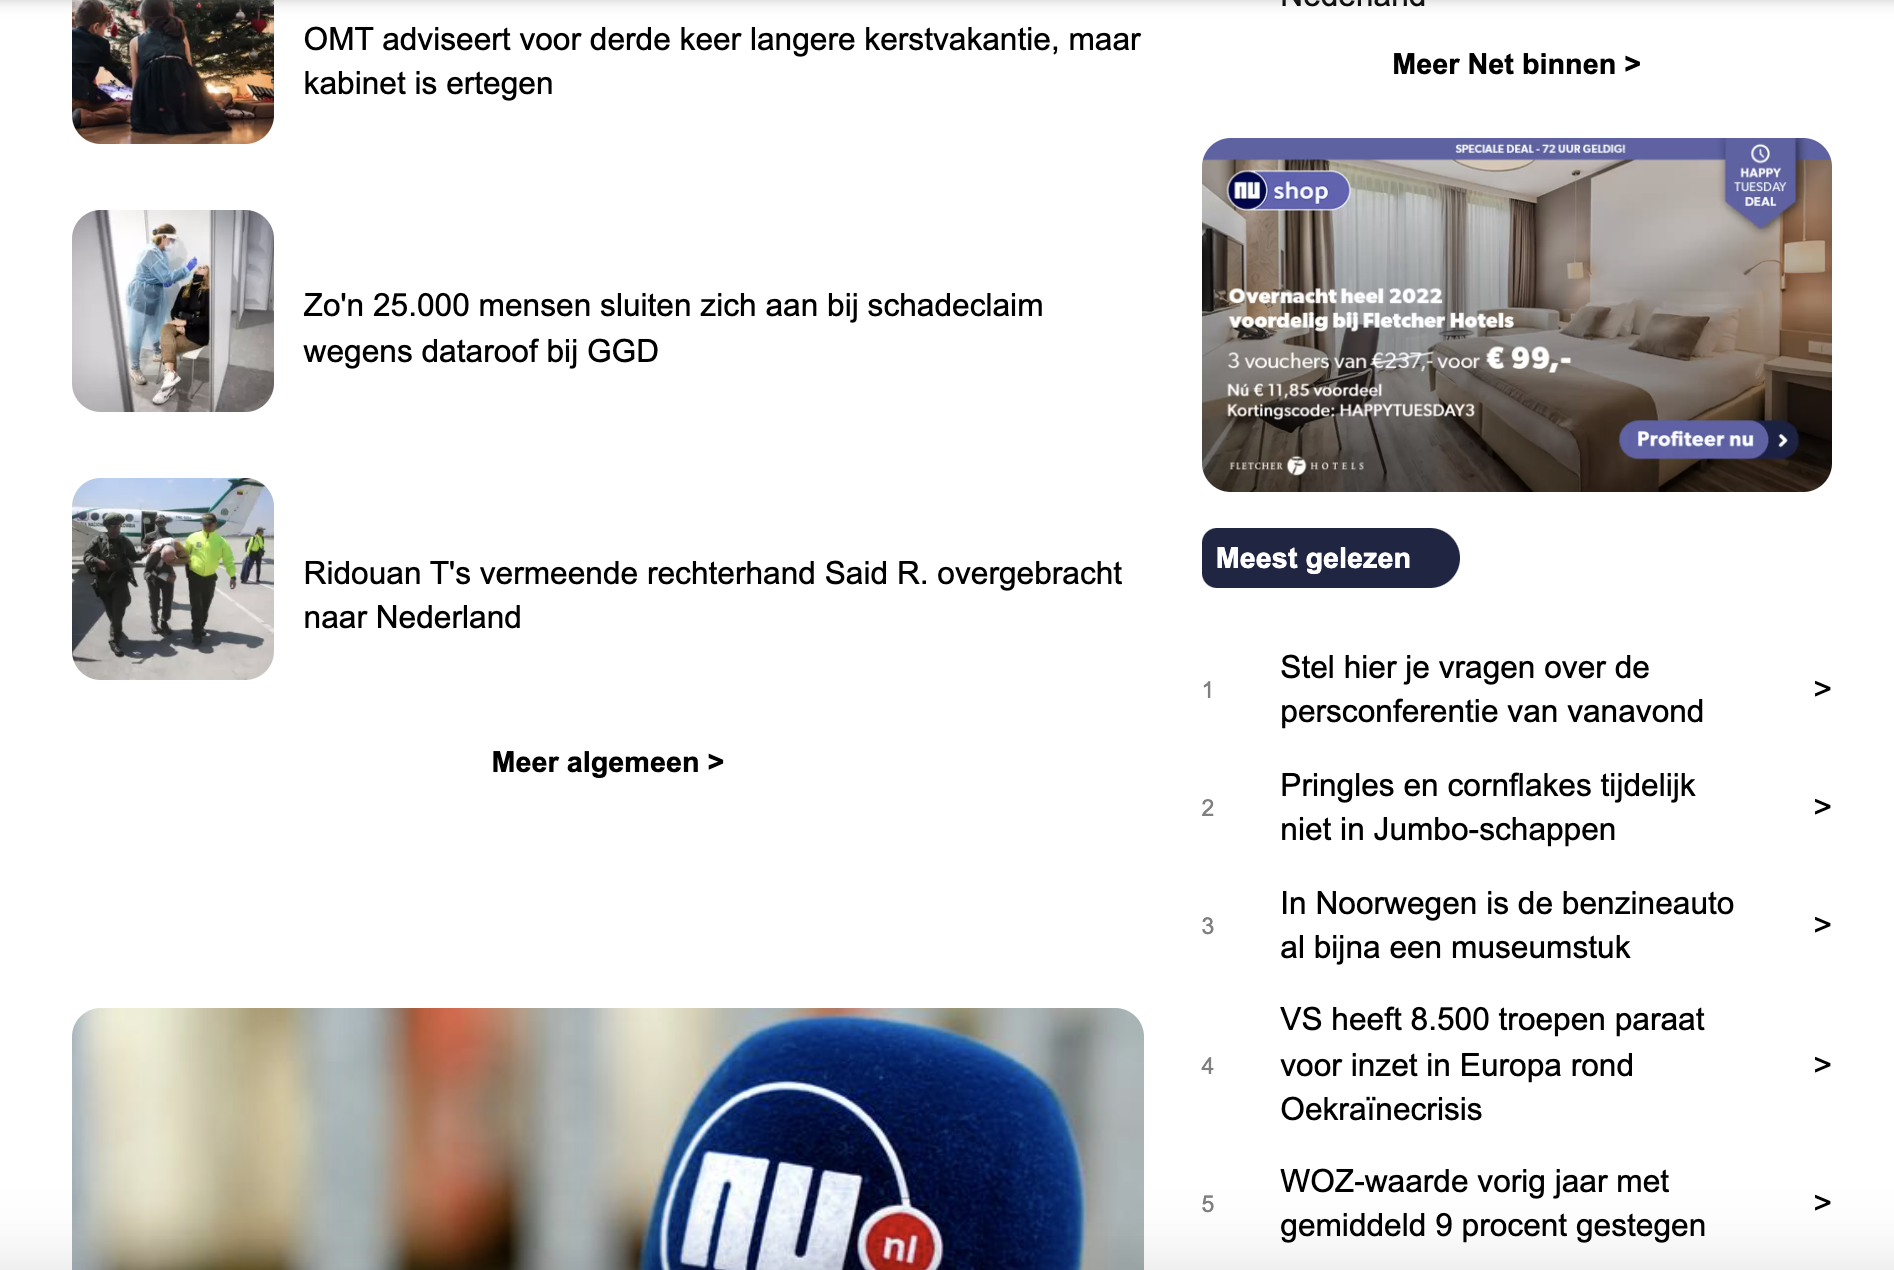 OMT adviseert voor derde keer langere kerstvakantie, maar
kabinet is ertegen
Zo'n 25.000 mensen sluiten zich aan bij schadeclaim
wegens dataroof bij GGD
Ridouan T's vermeende rechterhand Said R. overgebracht
naar Nederland
Meer algemeen >
nu
nl
Nederland
Meer Net binnen >
SPECIALE DEAL - 72 UUR GELDIG!
HAPPY
TUESDAY
DEAL
nu shop
Overnacht heel 2022
voordelig bij Fletcher Hotels
3 vouchers van €237,- voor € 99,-
Nú € 11,85 voordeel
Kortingscode: HAPPYTUESDAY3
Profiteer nu >
FLETCHER HOTELS
Meest gelezen
1 Stel hier je vragen over de >
persconferentie van vanavond
2 Pringles en cornflakes tijdelijk >
niet in Jumbo-schappen
3 In Noorwegen is de benzineauto >
al bijna een museumstuk
VS heeft 8.500 troepen paraat
4 voor inzet in Europa rond >
Oekraïnecrisis
5 WOZ-waarde vorig jaar met >
gemiddeld 9 procent gestegen